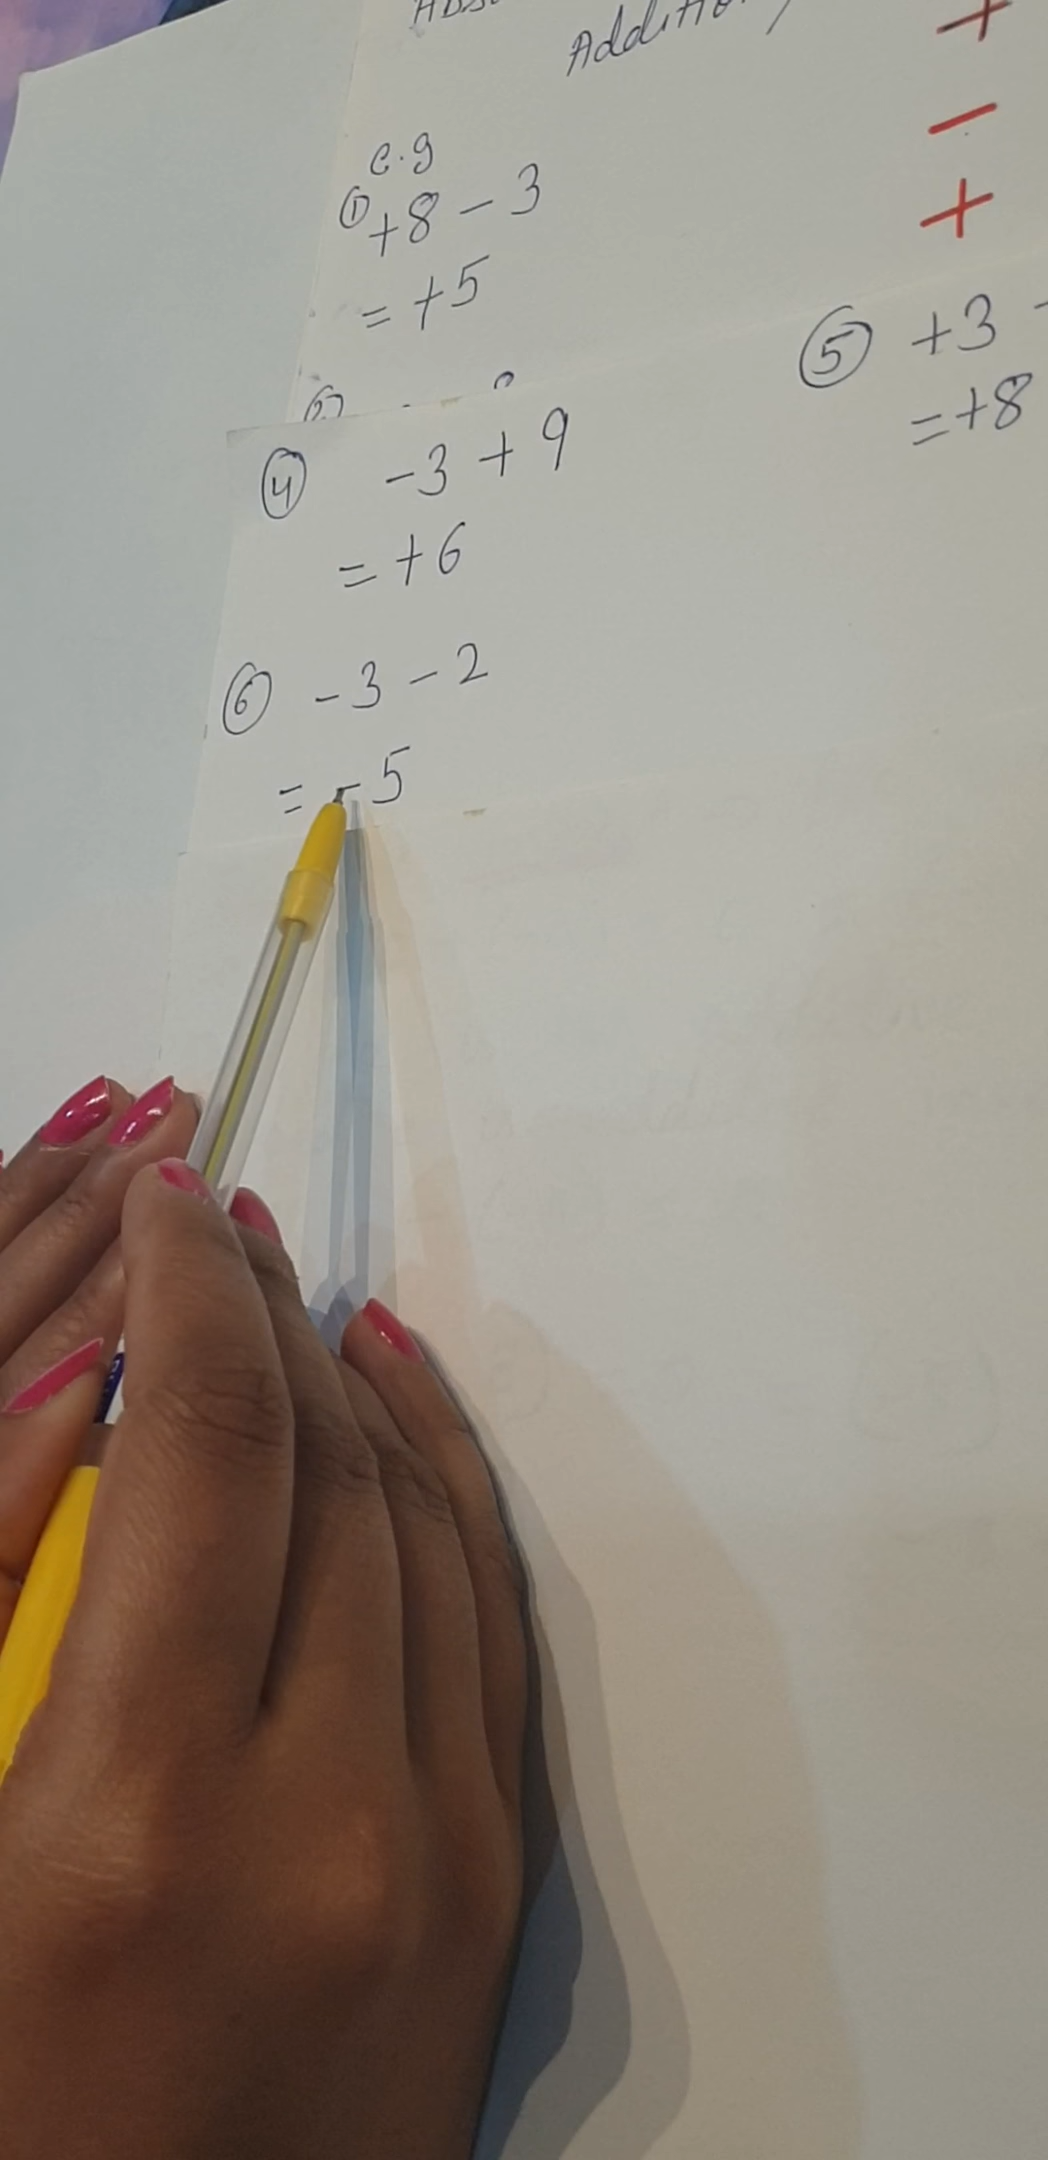 Addition
+
-
+
e.g
① +8 - 3
= +5
④ -3 + 9
= +6
⑤ +3
= +8
⑥ -3 - 2
= -5